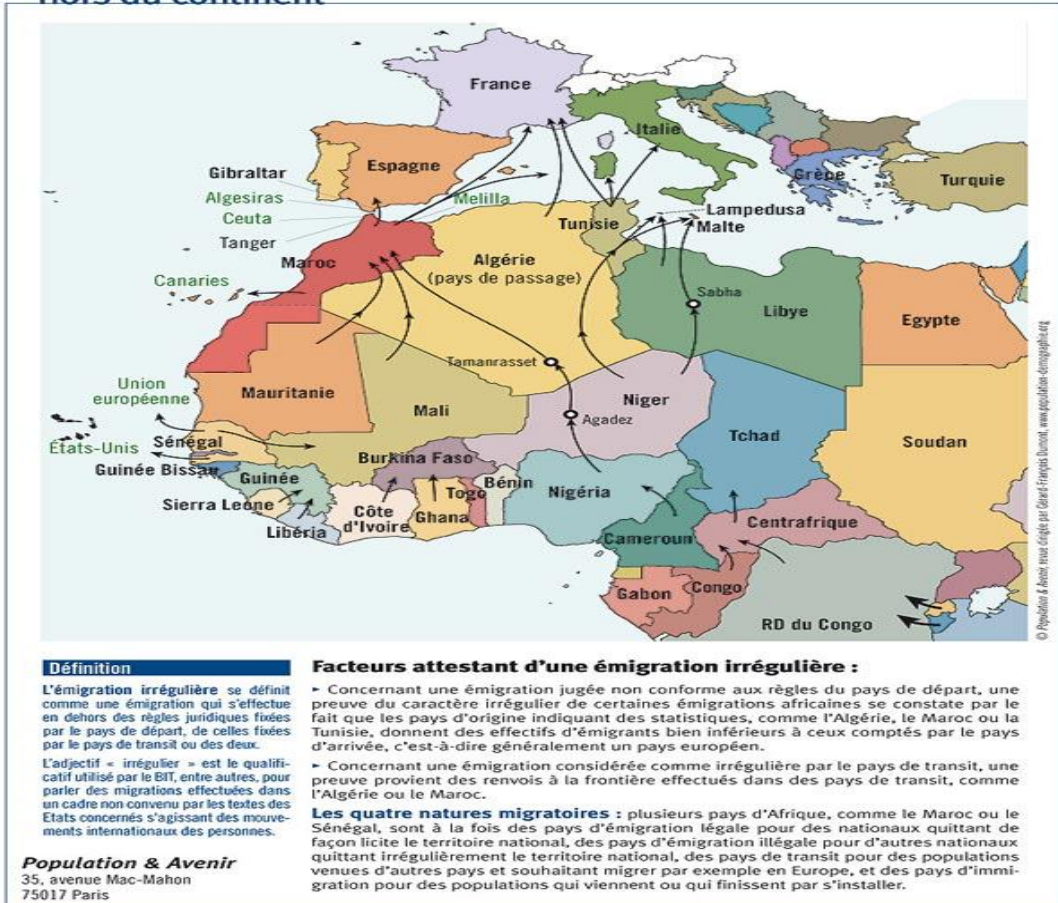 hors du continent
France
Italie
Espagne
Gibraltar
Algesiras
Ceuta
Melilla
Tanger
Maroc
Canaries
Grèce
Turquie
Tunisie
Lampedusa
Malte
Algérie
(pays de passage)
Sabha
Libye
Egypte
Tamanrasset
Union
européenne
Mauritanie
Mali
Niger
Agadez
Tchad
Soudan
États-Unis
Sénégal
Guinée Bissau
Guinée
Sierra Leone
Libéria
Burkina Faso
Côte
d'Ivoire
Ghana
Togo
Bénin
Nigéria
Centrafrique
Cameroun
Gabon
Congo
RD du Congo
© Population & Avenir, revue dirigée par Gérard-François Dumont, www.population-demographie.org
Définition
L'émigration irrégulière se définit
comme une émigration qui s'effectue
en dehors des règles juridiques fixées
par le pays de départ, de celles fixées
par le pays de transit ou des deux.
L'adjectif « irrégulier » est le qualifi-
catif utilisé par le BIT, entre autres, pour
parler des migrations effectuées dans
un cadre non convenu par les textes des
Etats concernés s'agissant des mouve-
ments internationaux des personnes.
Population & Avenir
35, avenue Mac-Mahon
75017 Paris
Facteurs attestant d'une émigration irrégulière :
► Concernant une émigration jugée non conforme aux règles du pays de départ, une
preuve du caractère irrégulier de certaines émigrations africaines se constate par le
fait que les pays d'origine indiquant des statistiques, comme l'Algérie, le Maroc ou la
Tunisie, donnent des effectifs d'émigrants bien inférieurs à ceux comptés par le pays
d'arrivée, c'est-à-dire généralement un pays européen.
► Concernant une émigration considérée comme irrégulière par le pays de transit, une
preuve provient des renvois à la frontière effectués dans des pays de transit, comme
l'Algérie ou le Maroc.
Les quatre natures migratoires : plusieurs pays d'Afrique, comme le Maroc ou le
Sénégal, sont à la fois des pays d'émigration légale pour des nationaux quittant de
façon licite le territoire national, des pays d'émigration illégale pour d'autres nationaux
quittant irrégulièrement le territoire national, des pays de transit pour des populations
venues d'autres pays et souhaitant migrer par exemple en Europe, et des pays d'immi-
gration pour des populations qui viennent ou qui finissent par s'installer.